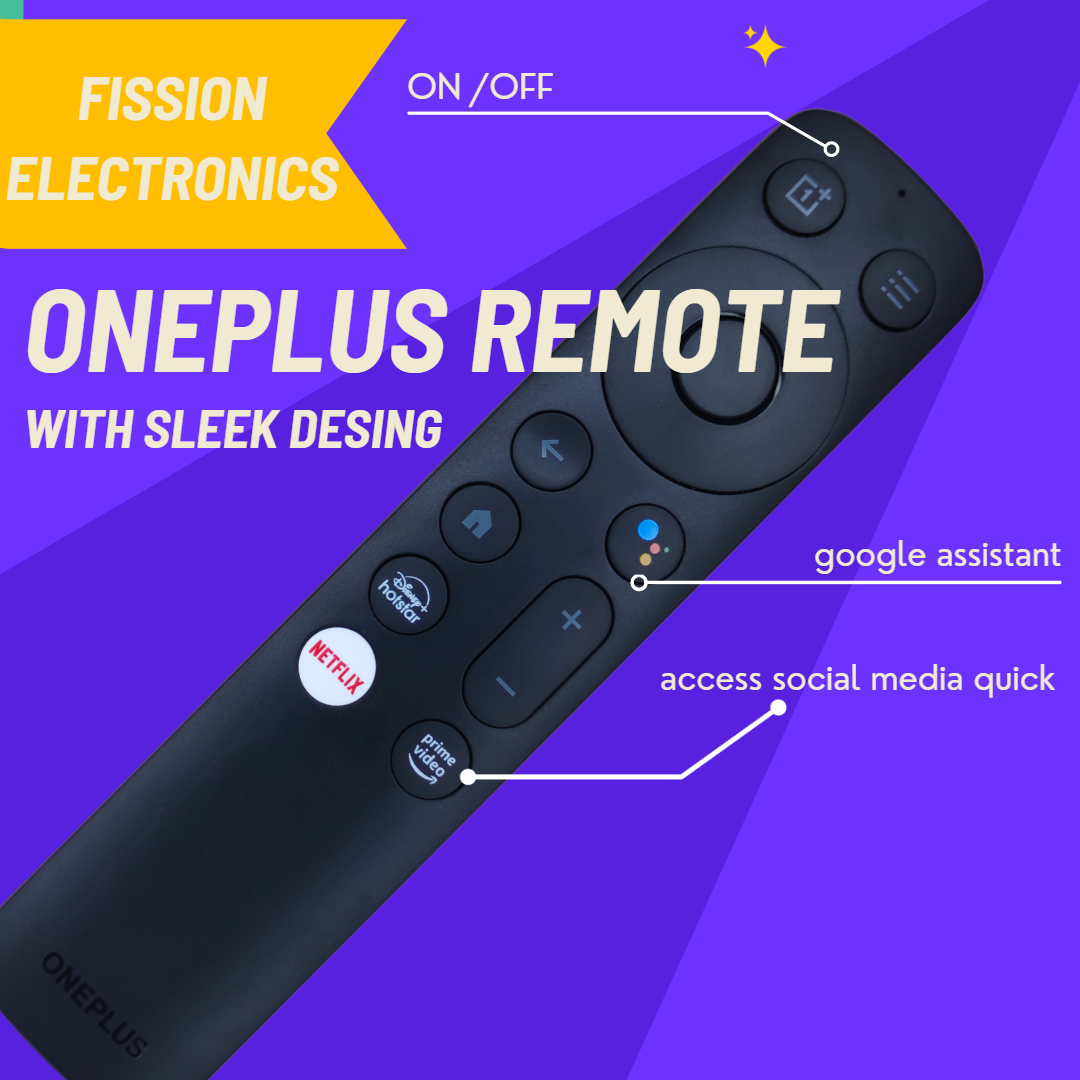 FISSION
ELECTRONICS
ON /OFF
ONEPLUS REMOTE
WITH SLEEK DESING
google assistant
access social media quick
Disney+
hotstar
NETFLIX
prime
video
ONEPLUS